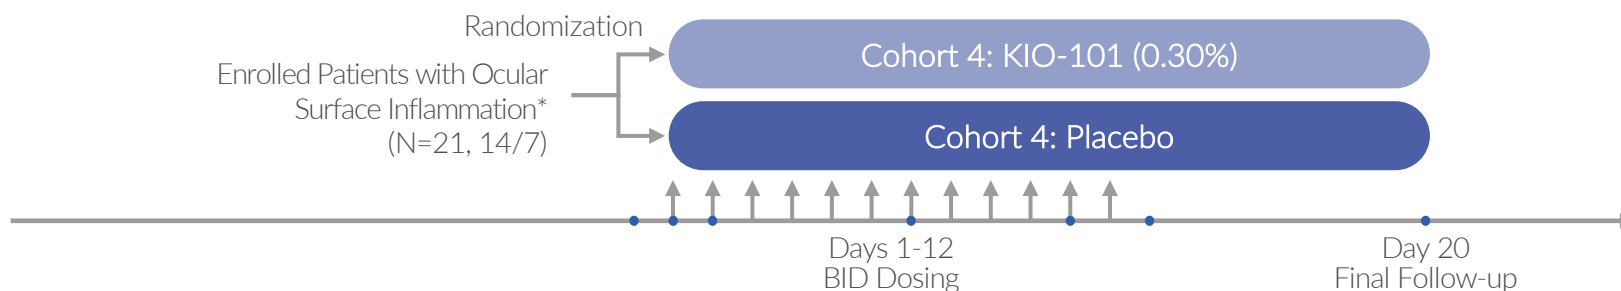 Randomization
Enrolled Patients with Ocular
Surface Inflammation*
(N=21, 14/7)
Cohort 4: KIO-101 (0.30%)
Cohort 4: Placebo
Days 1-12
BID Dosing
Day 20
Final Follow-up